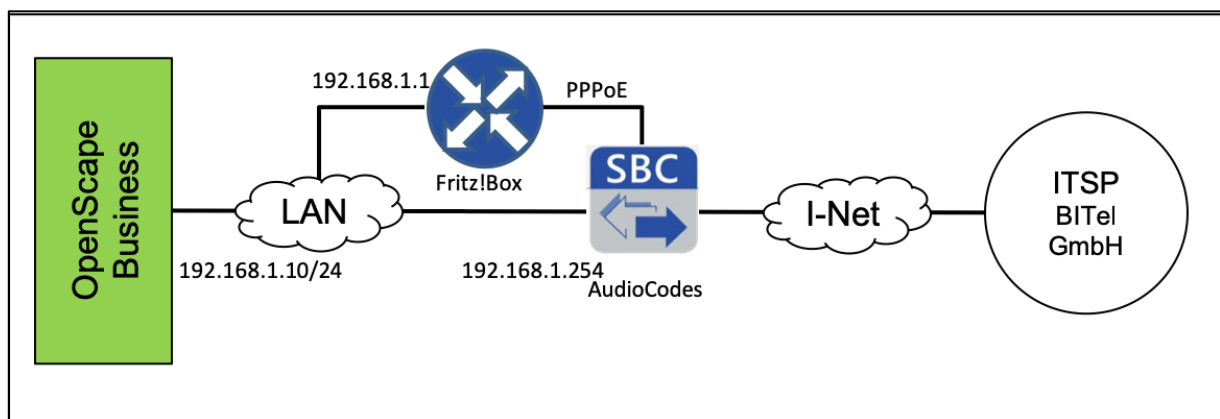 OpenScape
Business
192.168.1.1
PPPoE
Fritz!Box
SBC
LAN
I-Net
ITSP
BITel
GmbH
192.168.1.10/24
192.168.1.254
AudioCodes